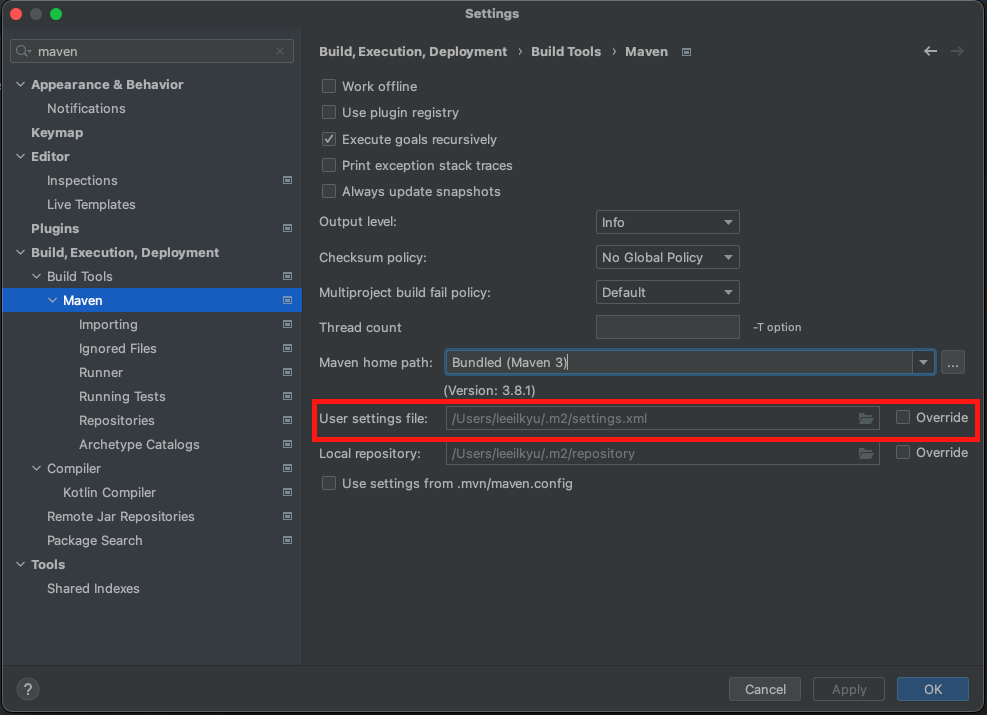 Settings
maven
Appearance & Behavior
Notifications
Keymap
Editor
Inspections
Live Templates
Plugins
Build, Execution, Deployment
Build Tools
Maven
Importing
Ignored Files
Runner
Running Tests
Repositories
Archetype Catalogs
Compiler
Kotlin Compiler
Remote Jar Repositories
Package Search
Tools
Shared Indexes
Build, Execution, Deployment › Build Tools › Maven
Work offline
Use plugin registry
Execute goals recursively
Print exception stack traces
Always update snapshots
Output level: Info
Checksum policy: No Global Policy
Multiproject build fail policy: Default
Thread count -T option
Maven home path: Bundled (Maven 3) ...
(Version: 3.8.1)
User settings file: /Users/leeilkyu/.m2/settings.xml Override
Local repository: /Users/leeilkyu/.m2/repository Override
Use settings from .mvn/maven.config
? Cancel Apply OK